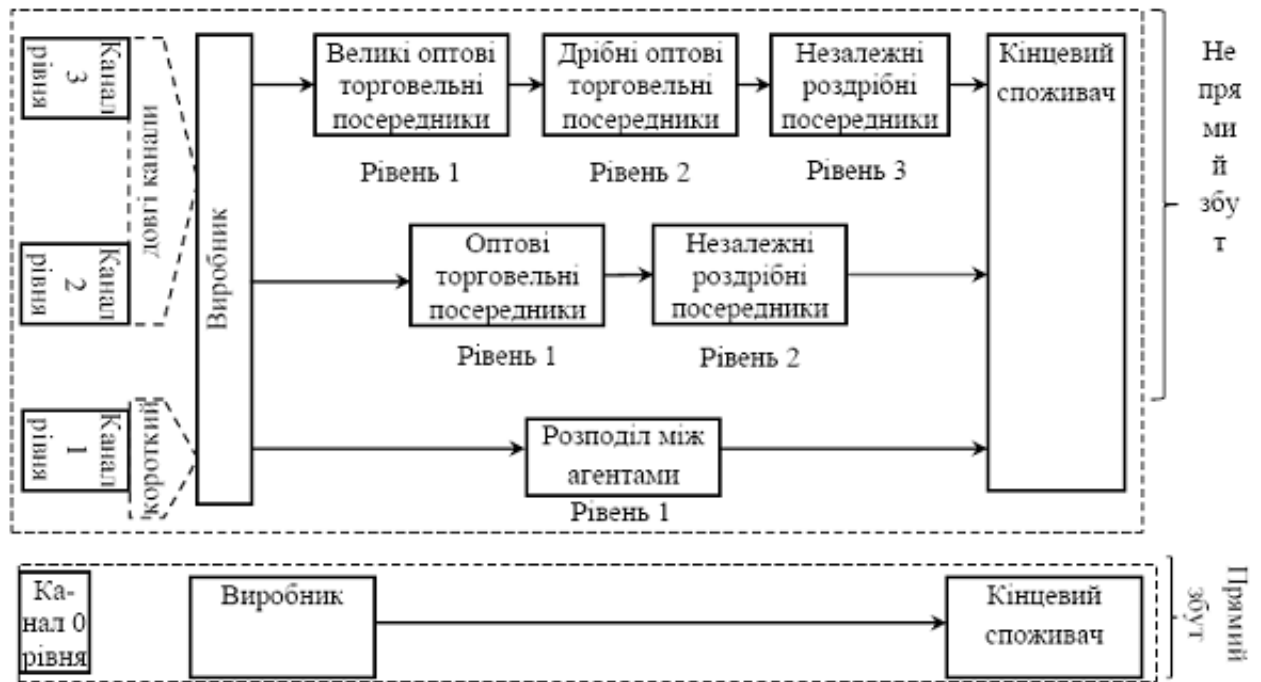 Канал
3
рівня
довгі канали
Виробник
Великі оптові
торговельні
посередники
Рівень 1
Дрібні оптові
торговельні
посередники
Рівень 2
Незалежні
роздрібні
посередники
Рівень 3
Кінцевий
споживач
Не
пря
ми
й
збу
т
Канал
2
рівня
Оптові
торговельні
посередники
Рівень 1
Незалежні
роздрібні
посередники
Рівень 2
Канал
1
рівня
короткий
Розподіл між
агентами
Рівень 1
Ка-
нал 0
рівня
Виробник
Кінцевий
споживач
Прямий
збут